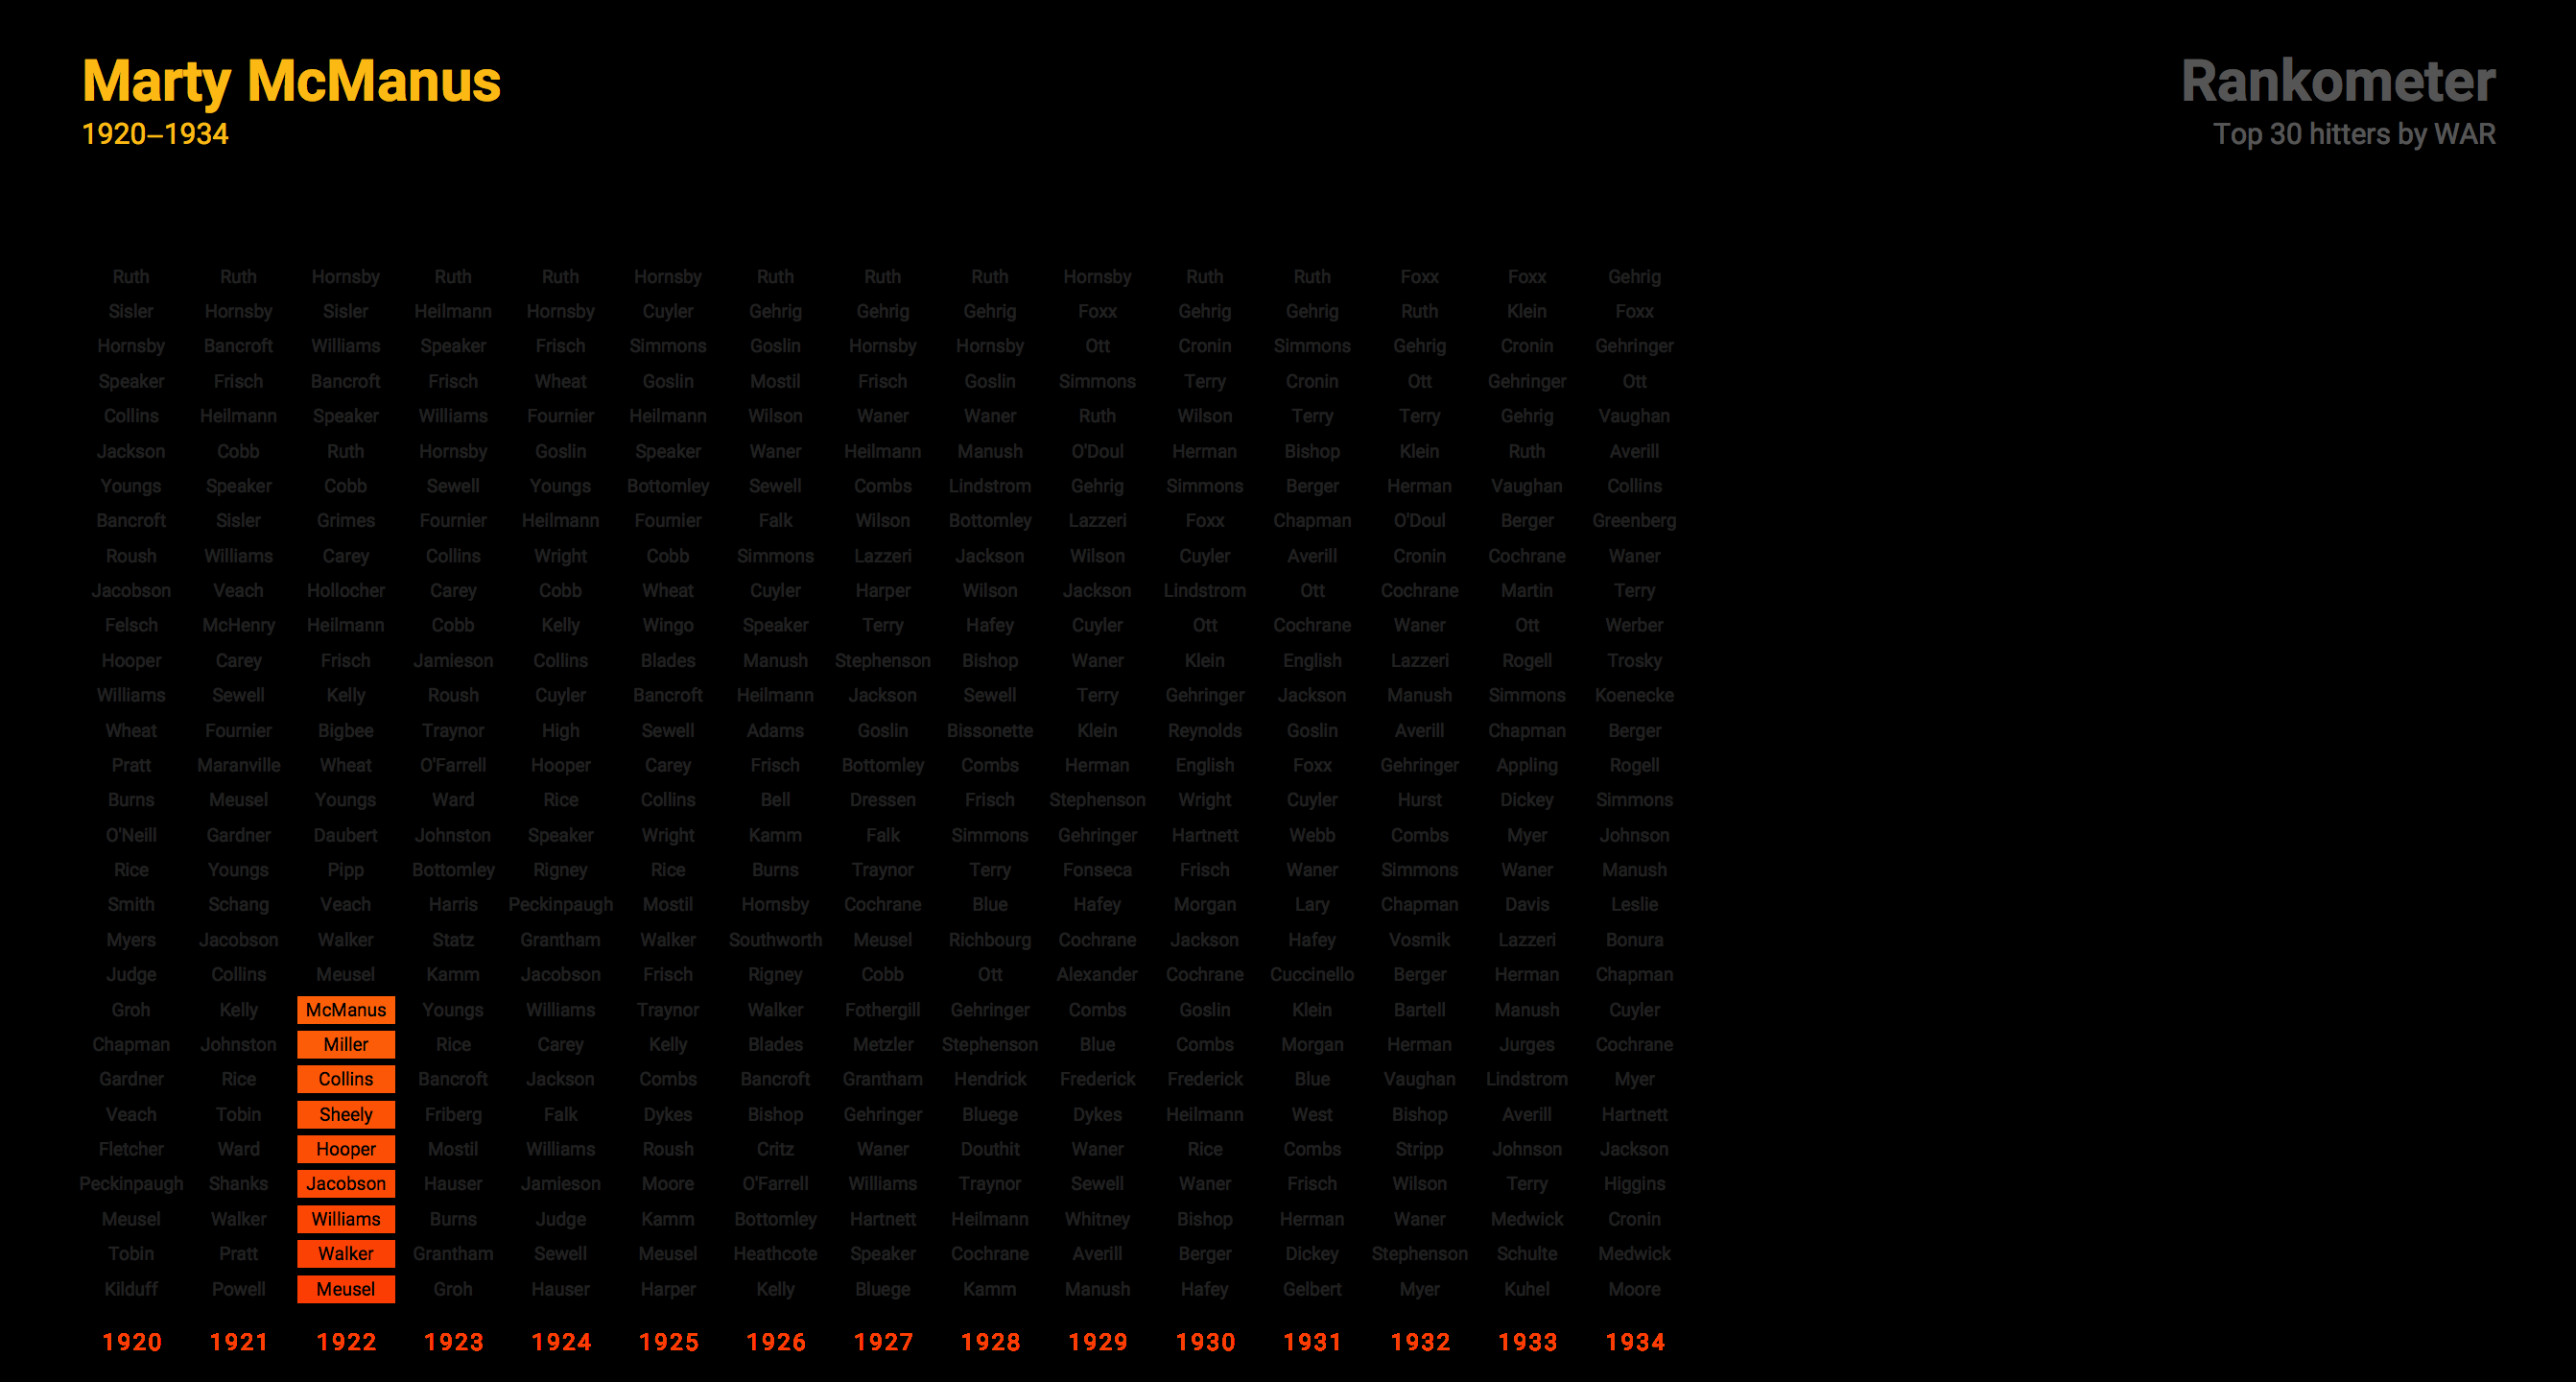 Marty McManus
1920–1934
Rankometer
Top 30 hitters by WAR
Ruth Ruth Hornsby Ruth Ruth Hornsby Ruth Ruth Ruth Hornsby Ruth Ruth Foxx Foxx Gehrig
Sisler Hornsby Sisler Heilmann Hornsby Cuyler Gehrig Gehrig Gehrig Foxx Gehrig Gehrig Ruth Klein Foxx
Hornsby Bancroft Williams Speaker Frisch Simmons Goslin Hornsby Hornsby Ott Cronin Simmons Gehrig Cronin Gehringer
Speaker Frisch Bancroft Frisch Wheat Goslin Mostil Frisch Goslin Simmons Terry Cronin Ott Gehringer Ott
Collins Heilmann Speaker Williams Fournier Heilmann Wilson Waner Waner Ruth Wilson Terry Terry Gehrig Vaughan
Jackson Cobb Ruth Hornsby Goslin Speaker Waner Heilmann Manush O'Doul Herman Bishop Klein Ruth Averill
Youngs Speaker Cobb Sewell Youngs Bottomley Sewell Combs Lindstrom Gehrig Simmons Berger Herman Vaughan Collins
Bancroft Sisler Grimes Fournier Heilmann Fournier Falk Wilson Bottomley Lazzeri Foxx Chapman O'Doul Berger Greenberg
Roush Williams Carey Collins Wright Cobb Simmons Lazzeri Jackson Wilson Cuyler Averill Cronin Cochrane Waner
Jacobson Veach Hollocher Carey Cobb Wheat Cuyler Harper Wilson Jackson Lindstrom Ott Cochrane Martin Terry
Felsch McHenry Heilmann Cobb Kelly Wingo Speaker Terry Hafey Cuyler Ott Cochrane Waner Ott Werber
Hooper Carey Frisch Jamieson Collins Blades Manush Stephenson Bishop Waner Klein English Lazzeri Rogell Trosky
Williams Sewell Kelly Roush Cuyler Bancroft Heilmann Jackson Sewell Terry Gehringer Jackson Manush Simmons Koenecke
Wheat Fournier Bigbee Traynor High Sewell Adams Goslin Bissonette Klein Reynolds Goslin Averill Chapman Berger
Pratt Maranville Wheat O'Farrell Hooper Carey Frisch Bottomley Combs Herman English Foxx Gehringer Appling Rogell
Burns Meusel Youngs Ward Rice Collins Bell Dressen Frisch Stephenson Wright Cuyler Hurst Dickey Simmons
O'Neill Gardner Daubert Johnston Speaker Wright Kamm Falk Simmons Gehringer Hartnett Webb Combs Myer Johnson
Rice Youngs Pipp Bottomley Rigney Rice Burns Traynor Terry Fonseca Frisch Waner Simmons Waner Manush
Smith Schang Veach Harris Peckinpaugh Mostil Hornsby Cochrane Blue Hafey Morgan Lary Chapman Davis Leslie
Myers Jacobson Walker Statz Grantham Walker Southworth Meusel Richbourg Cochrane Jackson Hafey Vosmik Lazzeri Bonura
Judge Collins Meusel Kamm Jacobson Frisch Rigney Cobb Ott Alexander Cochrane Cuccinello Berger Herman Chapman
Groh Kelly McManus Youngs Williams Traynor Walker Fothergill Gehringer Combs Goslin Klein Bartell Manush Cuyler
Chapman Johnston Miller Rice Carey Kelly Blades Metzler Stephenson Blue Combs Morgan Herman Jurges Cochrane
Gardner Rice Collins Bancroft Jackson Combs Bancroft Grantham Hendrick Frederick Frederick Blue Vaughan Lindstrom Myer
Veach Tobin Sheely Friberg Falk Dykes Bishop Gehringer Bluege Dykes Heilmann West Bishop Averill Hartnett
Fletcher Ward Hooper Mostil Williams Roush Critz Waner Douthit Waner Rice Combs Stripp Johnson Jackson
Peckinpaugh Shanks Jacobson Hauser Jamieson Moore O'Farrell Williams Traynor Sewell Waner Frisch Wilson Terry Higgins
Meusel Walker Williams Burns Judge Kamm Bottomley Hartnett Heilmann Whitney Bishop Herman Waner Medwick Cronin
Tobin Pratt Walker Grantham Sewell Meusel Heathcote Speaker Cochrane Averill Berger Dickey Stephenson Schulte Medwick
Kilduff Powell Meusel Groh Hauser Harper Kelly Bluege Kamm Manush Hafey Gelbert Myer Kuhel Moore
1920 1921 1922 1923 1924 1925 1926 1927 1928 1929 1930 1931 1932 1933 1934